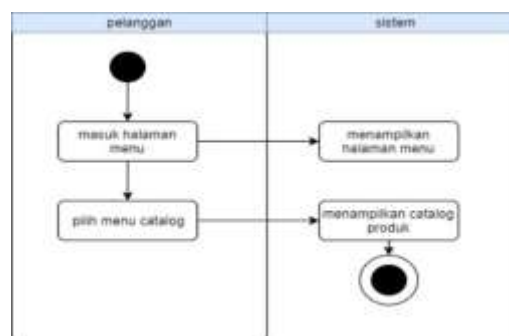 pelanggan
sistem
masuk halaman
menu
menampilkan
halaman menu
pilih menu catalog
menampilkan catalog
produk